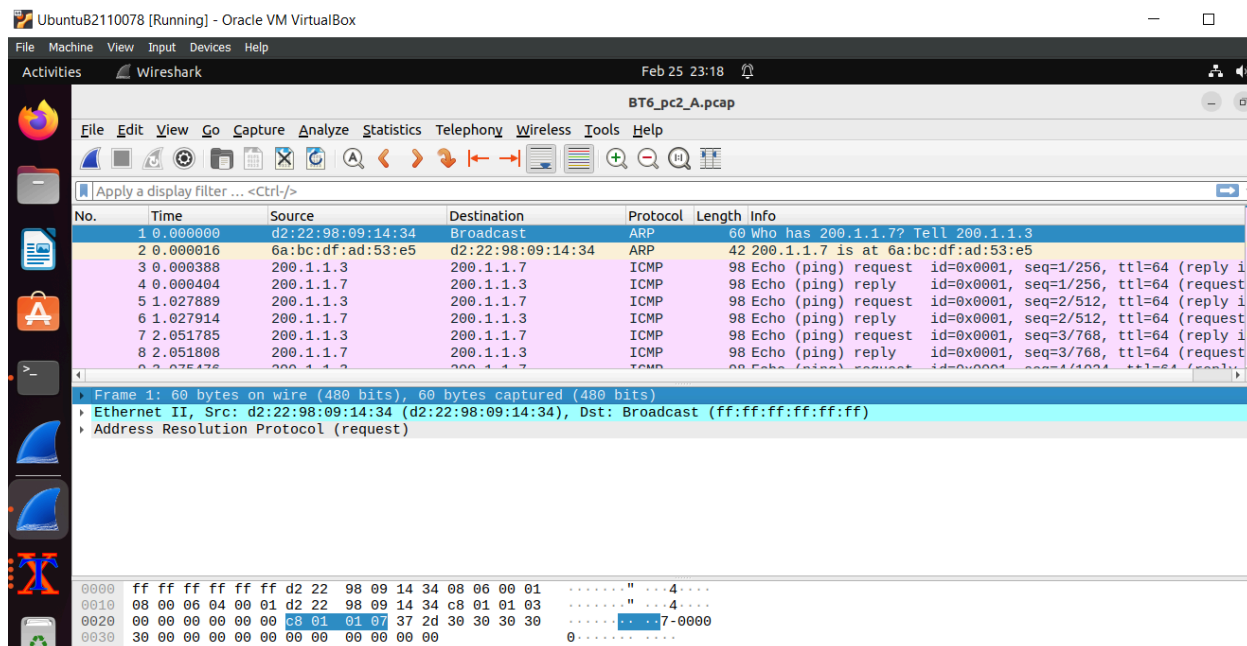 UbuntuB2110078 [Running] - Oracle VM VirtualBox
File Machine View Input Devices Help
Activities Wireshark Feb 25 23:18
BT6_pc2_A.pcap
File Edit View Go Capture Analyze Statistics Telephony Wireless Tools Help
Apply a display filter ... <Ctrl-/>
No. Time Source Destination Protocol Length Info
1 0.000000 d2:22:98:09:14:34 Broadcast ARP 60 Who has 200.1.1.7? Tell 200.1.1.3
2 0.000016 6a:bc:df:ad:53:e5 d2:22:98:09:14:34 ARP 42 200.1.1.7 is at 6a:bc:df:ad:53:e5
3 0.000388 200.1.1.3 200.1.1.7 ICMP 98 Echo (ping) request id=0x0001, seq=1/256, ttl=64 (reply i
4 0.000404 200.1.1.7 200.1.1.3 ICMP 98 Echo (ping) reply id=0x0001, seq=1/256, ttl=64 (request
5 1.027889 200.1.1.3 200.1.1.7 ICMP 98 Echo (ping) request id=0x0001, seq=2/512, ttl=64 (reply i
6 1.027914 200.1.1.7 200.1.1.3 ICMP 98 Echo (ping) reply id=0x0001, seq=2/512, ttl=64 (request
7 2.051785 200.1.1.3 200.1.1.7 ICMP 98 Echo (ping) request id=0x0001, seq=3/768, ttl=64 (reply i
8 2.051808 200.1.1.7 200.1.1.3 ICMP 98 Echo (ping) reply id=0x0001, seq=3/768, ttl=64 (request
Frame 1: 60 bytes on wire (480 bits), 60 bytes captured (480 bits)
Ethernet II, Src: d2:22:98:09:14:34 (d2:22:98:09:14:34), Dst: Broadcast (ff:ff:ff:ff:ff:ff)
Address Resolution Protocol (request)
0000 ff ff ff ff ff ff d2 22 98 09 14 34 08 06 00 01 ·······" ···4····
0010 08 00 06 04 00 01 d2 22 98 09 14 34 c8 01 01 03 ·······" ···4····
0020 00 00 00 00 00 00 c8 01 01 07 37 2d 30 30 30 30 ········ ··7-0000
0030 30 00 00 00 00 00 00 00 00 00 00 00 0······· ····